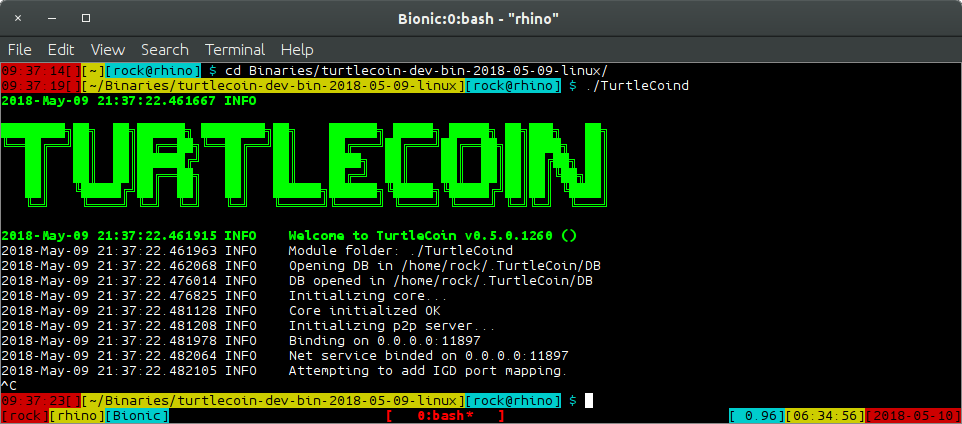 Bionic:0:bash - "rhino"
File Edit View Search Terminal Help
09:37:14[][~][rock@rhino] $ cd Binaries/turtlecoin-dev-bin-2018-05-09-linux/
09:37:19[][~/Binaries/turtlecoin-dev-bin-2018-05-09-linux][rock@rhino] $ ./TurtleCoind
2018-May-09 21:37:22.461667 INFO
TURTLECOIN
2018-May-09 21:37:22.461915 INFO    Welcome to TurtleCoin v0.5.0.1260 ()
2018-May-09 21:37:22.461963 INFO    Module folder: ./TurtleCoind
2018-May-09 21:37:22.462068 INFO    Opening DB in /home/rock/.TurtleCoin/DB
2018-May-09 21:37:22.476014 INFO    DB opened in /home/rock/.TurtleCoin/DB
2018-May-09 21:37:22.476825 INFO    Initializing core...
2018-May-09 21:37:22.481128 INFO    Core initialized OK
2018-May-09 21:37:22.481208 INFO    Initializing p2p server...
2018-May-09 21:37:22.481978 INFO    Binding on 0.0.0.0:11897
2018-May-09 21:37:22.482064 INFO    Net service binded on 0.0.0.0:11897
2018-May-09 21:37:22.482105 INFO    Attempting to add IGD port mapping.
^C
09:37:23[][~/Binaries/turtlecoin-dev-bin-2018-05-09-linux][rock@rhino] $
[rock][rhino][Bionic] [ 0:bash* ] [ 0.96][06:34:56][2018-05-10]